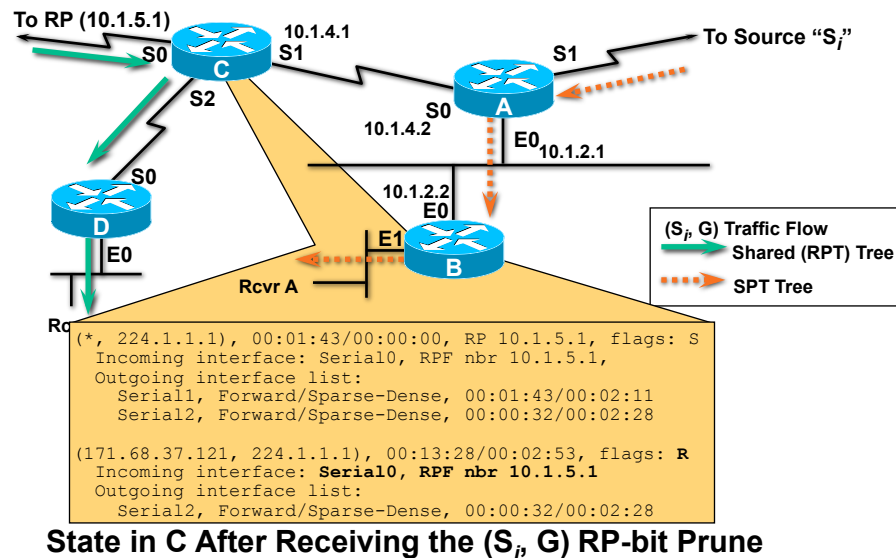 To RP (10.1.5.1)
10.1.4.1
S0
C
S1
S2
S1
To Source “Si”
S0
A
10.1.4.2
E0
10.1.2.1
S0
D
E0
10.1.2.2
E0
E1
B
Rcvr A
(Si, G) Traffic Flow
Shared (RPT) Tree
SPT Tree
(*, 224.1.1.1), 00:01:43/00:00:00, RP 10.1.5.1, flags: S
Incoming interface: Serial0, RPF nbr 10.1.5.1,
Outgoing interface list:
Serial1, Forward/Sparse-Dense, 00:01:43/00:02:11
Serial2, Forward/Sparse-Dense, 00:00:32/00:02:28
(171.68.37.121, 224.1.1.1), 00:13:28/00:02:53, flags: R
Incoming interface: Serial0, RPF nbr 10.1.5.1
Outgoing interface list:
Serial2, Forward/Sparse-Dense, 00:00:32/00:02:28
State in C After Receiving the (Si, G) RP-bit Prune